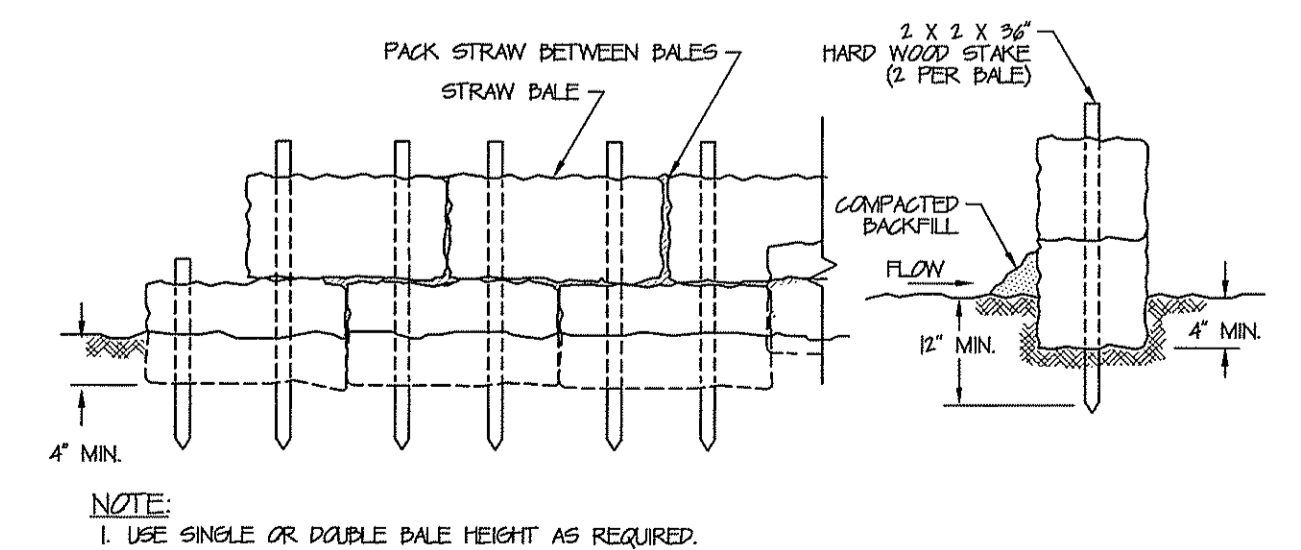 PACK STRAW BETWEEN BALES
STRAW BALE
2 X 2 X 36"
HARD WOOD STAKE
(2 PER BALE)
COMPACTED
BACKFILL
FLOW
12" MIN.
4" MIN.
4" MIN.
NOTE:
1. USE SINGLE OR DOUBLE BALE HEIGHT AS REQUIRED.